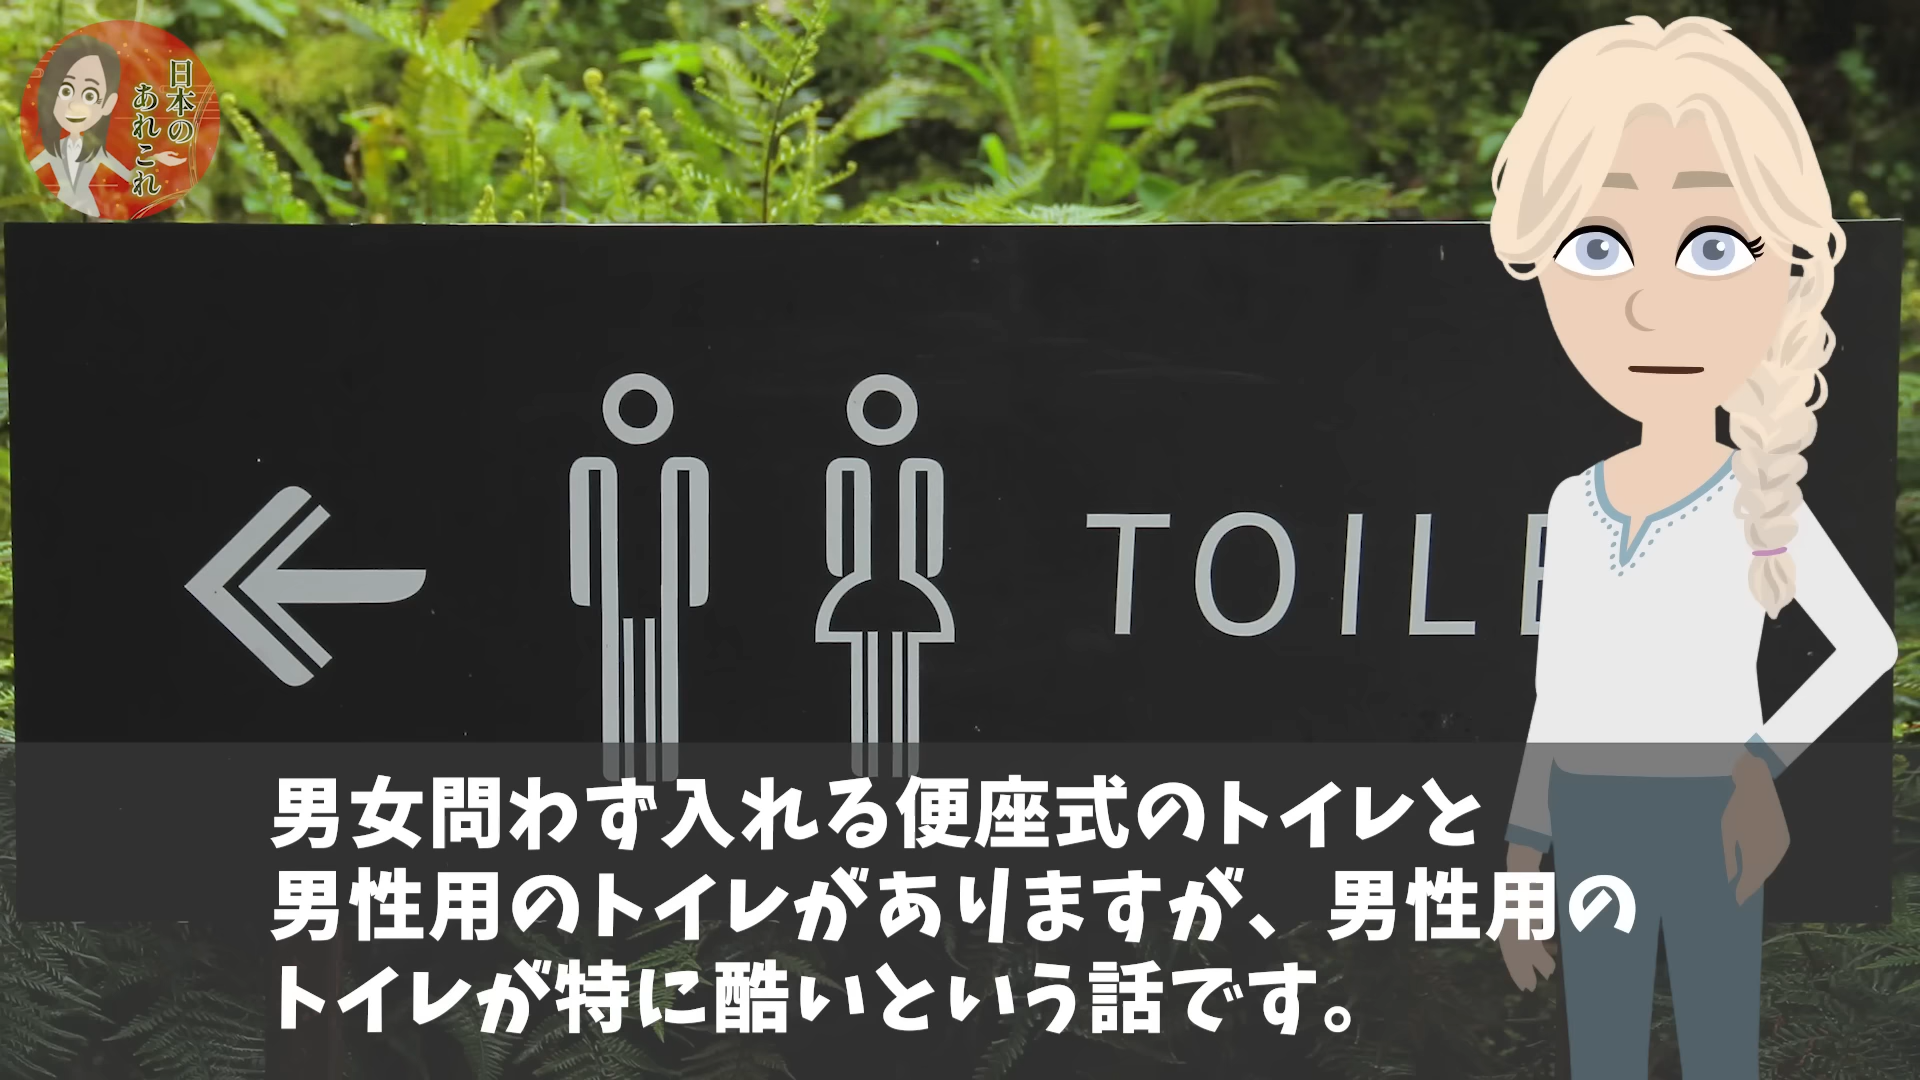 日本の
あれこれ
TOILE
男女問わず入れる便座式のトイレと
男性用のトイレがありますが、男性用の
トイレが特に酷いという話です。